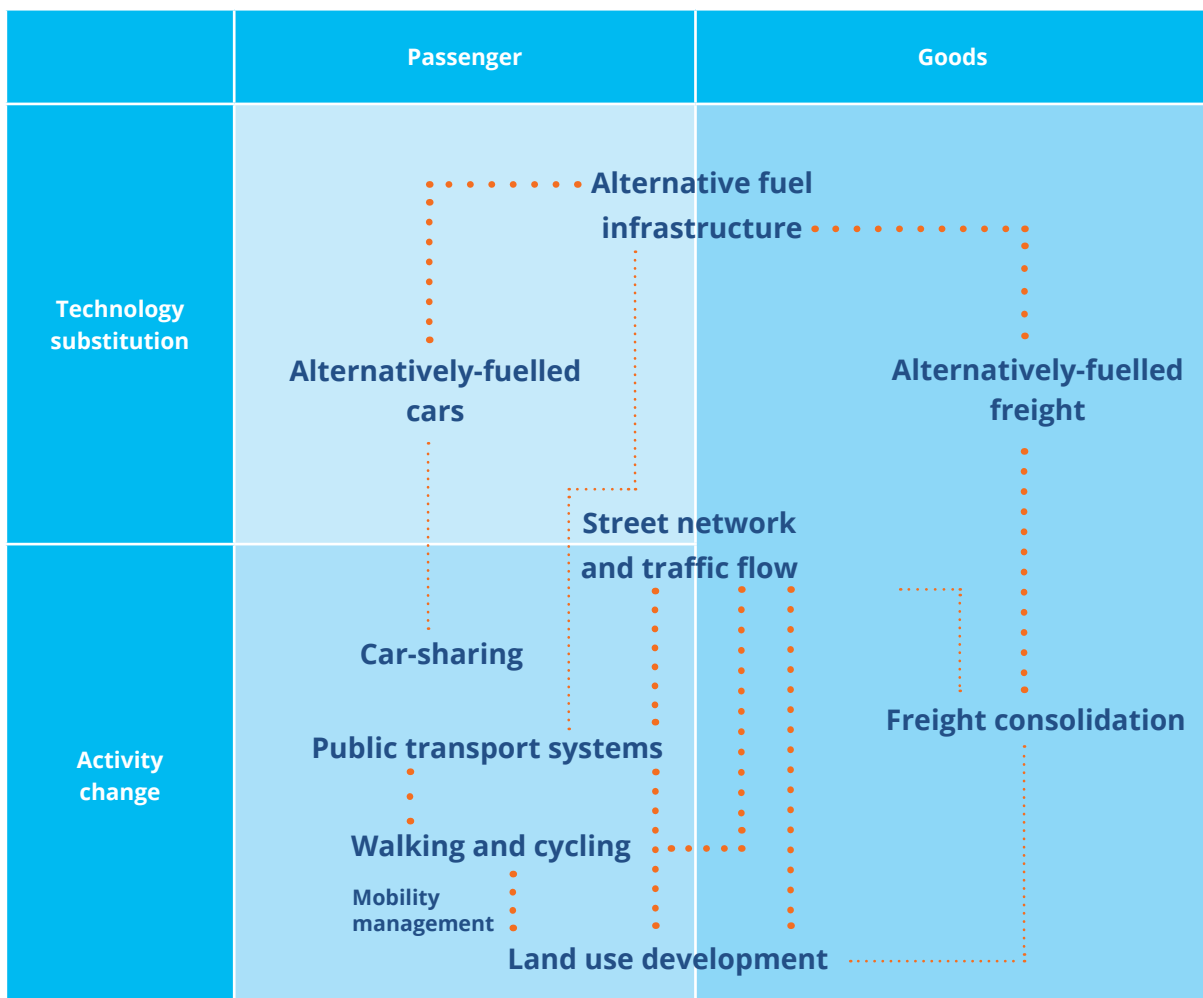 Passenger
Goods
Technology
substitution
Alternative fuel
infrastructure
Alternatively-fuelled
cars
Alternatively-fuelled
freight
Street network
and traffic flow
Activity
change
Car-sharing
Public transport systems
Freight consolidation
Walking and cycling
Mobility
management
Land use development